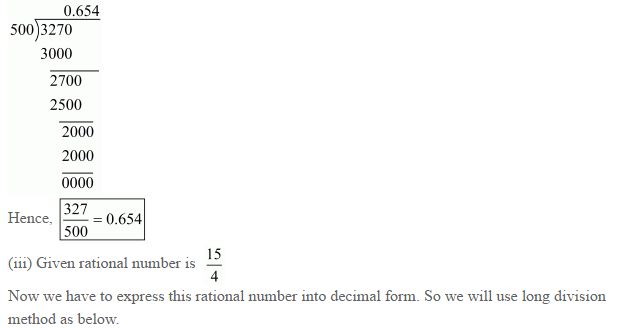 0.654
500)3270
3000
2700
2500
2000
2000
0000
Hence, 327/500 = 0.654
(iii) Given rational number is 15/4
Now we have to express this rational number into decimal form. So we will use long division
method as below.